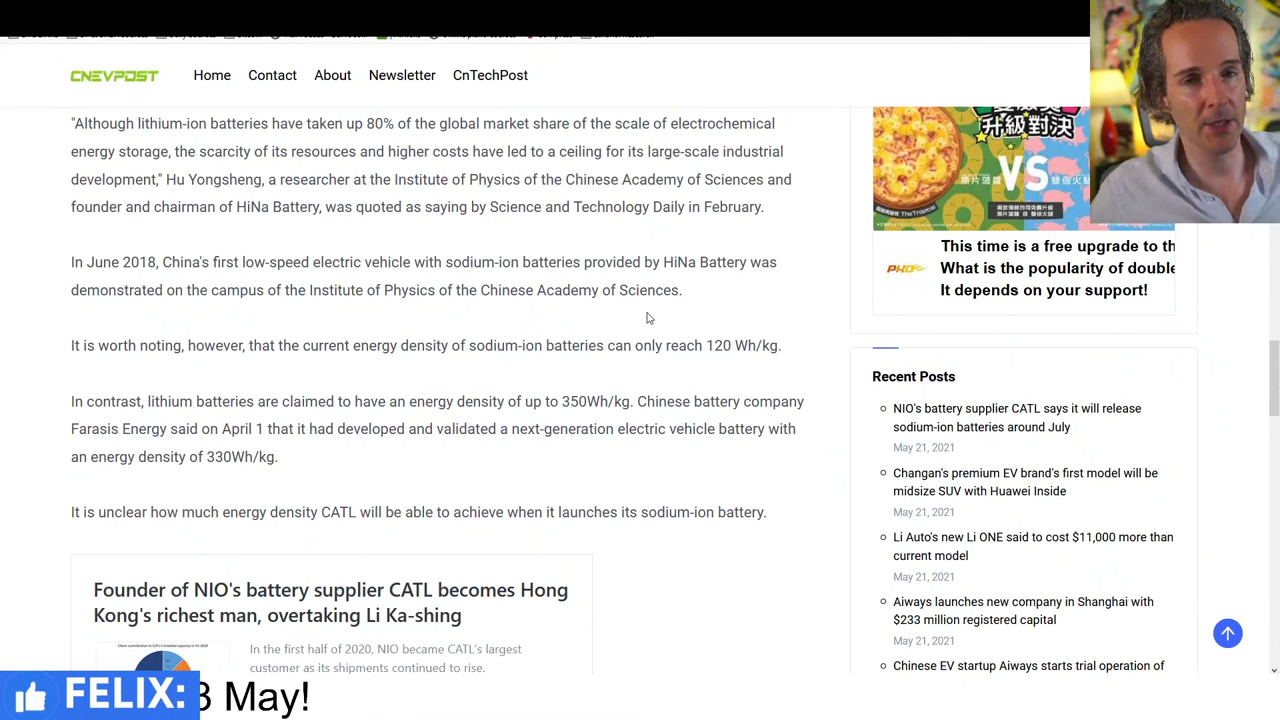 CNEVPOST
Home
Contact
About
Newsletter
CnTechPost
"Although lithium-ion batteries have taken up 80% of the global market share of the scale of electrochemical
energy storage, the scarcity of its resources and higher costs have led to a ceiling for its large-scale industrial
development," Hu Yongsheng, a researcher at the Institute of Physics of the Chinese Academy of Sciences and
founder and chairman of HiNa Battery, was quoted as saying by Science and Technology Daily in February.
In June 2018, China's first low-speed electric vehicle with sodium-ion batteries provided by HiNa Battery was
demonstrated on the campus of the Institute of Physics of the Chinese Academy of Sciences.
It is worth noting, however, that the current energy density of sodium-ion batteries can only reach 120 Wh/kg.
In contrast, lithium batteries are claimed to have an energy density of up to 350Wh/kg. Chinese battery company
Farasis Energy said on April 1 that it had developed and validated a next-generation electric vehicle battery with
an energy density of 330Wh/kg.
It is unclear how much energy density CATL will be able to achieve when it launches its sodium-ion battery.
Founder of NIO's battery supplier CATL becomes Hong
Kong's richest man, overtaking Li Ka-shing
In the first half of 2020, NIO became CATL's largest
customer as its shipments continued to rise.
升級對決
VS
The Tropical
PHD
This time is a free upgrade to th
What is the popularity of double
It depends on your support!
Recent Posts
NIO's battery supplier CATL says it will release
sodium-ion batteries around July
May 21, 2021
Changan's premium EV brand's first model will be
midsize SUV with Huawei Inside
May 21, 2021
Li Auto's new Li ONE said to cost $11,000 more than
current model
May 21, 2021
Aiways launches new company in Shanghai with
$233 million registered capital
May 21, 2021
Chinese EV startup Aiways starts trial operation of
FELIX:
3 May!